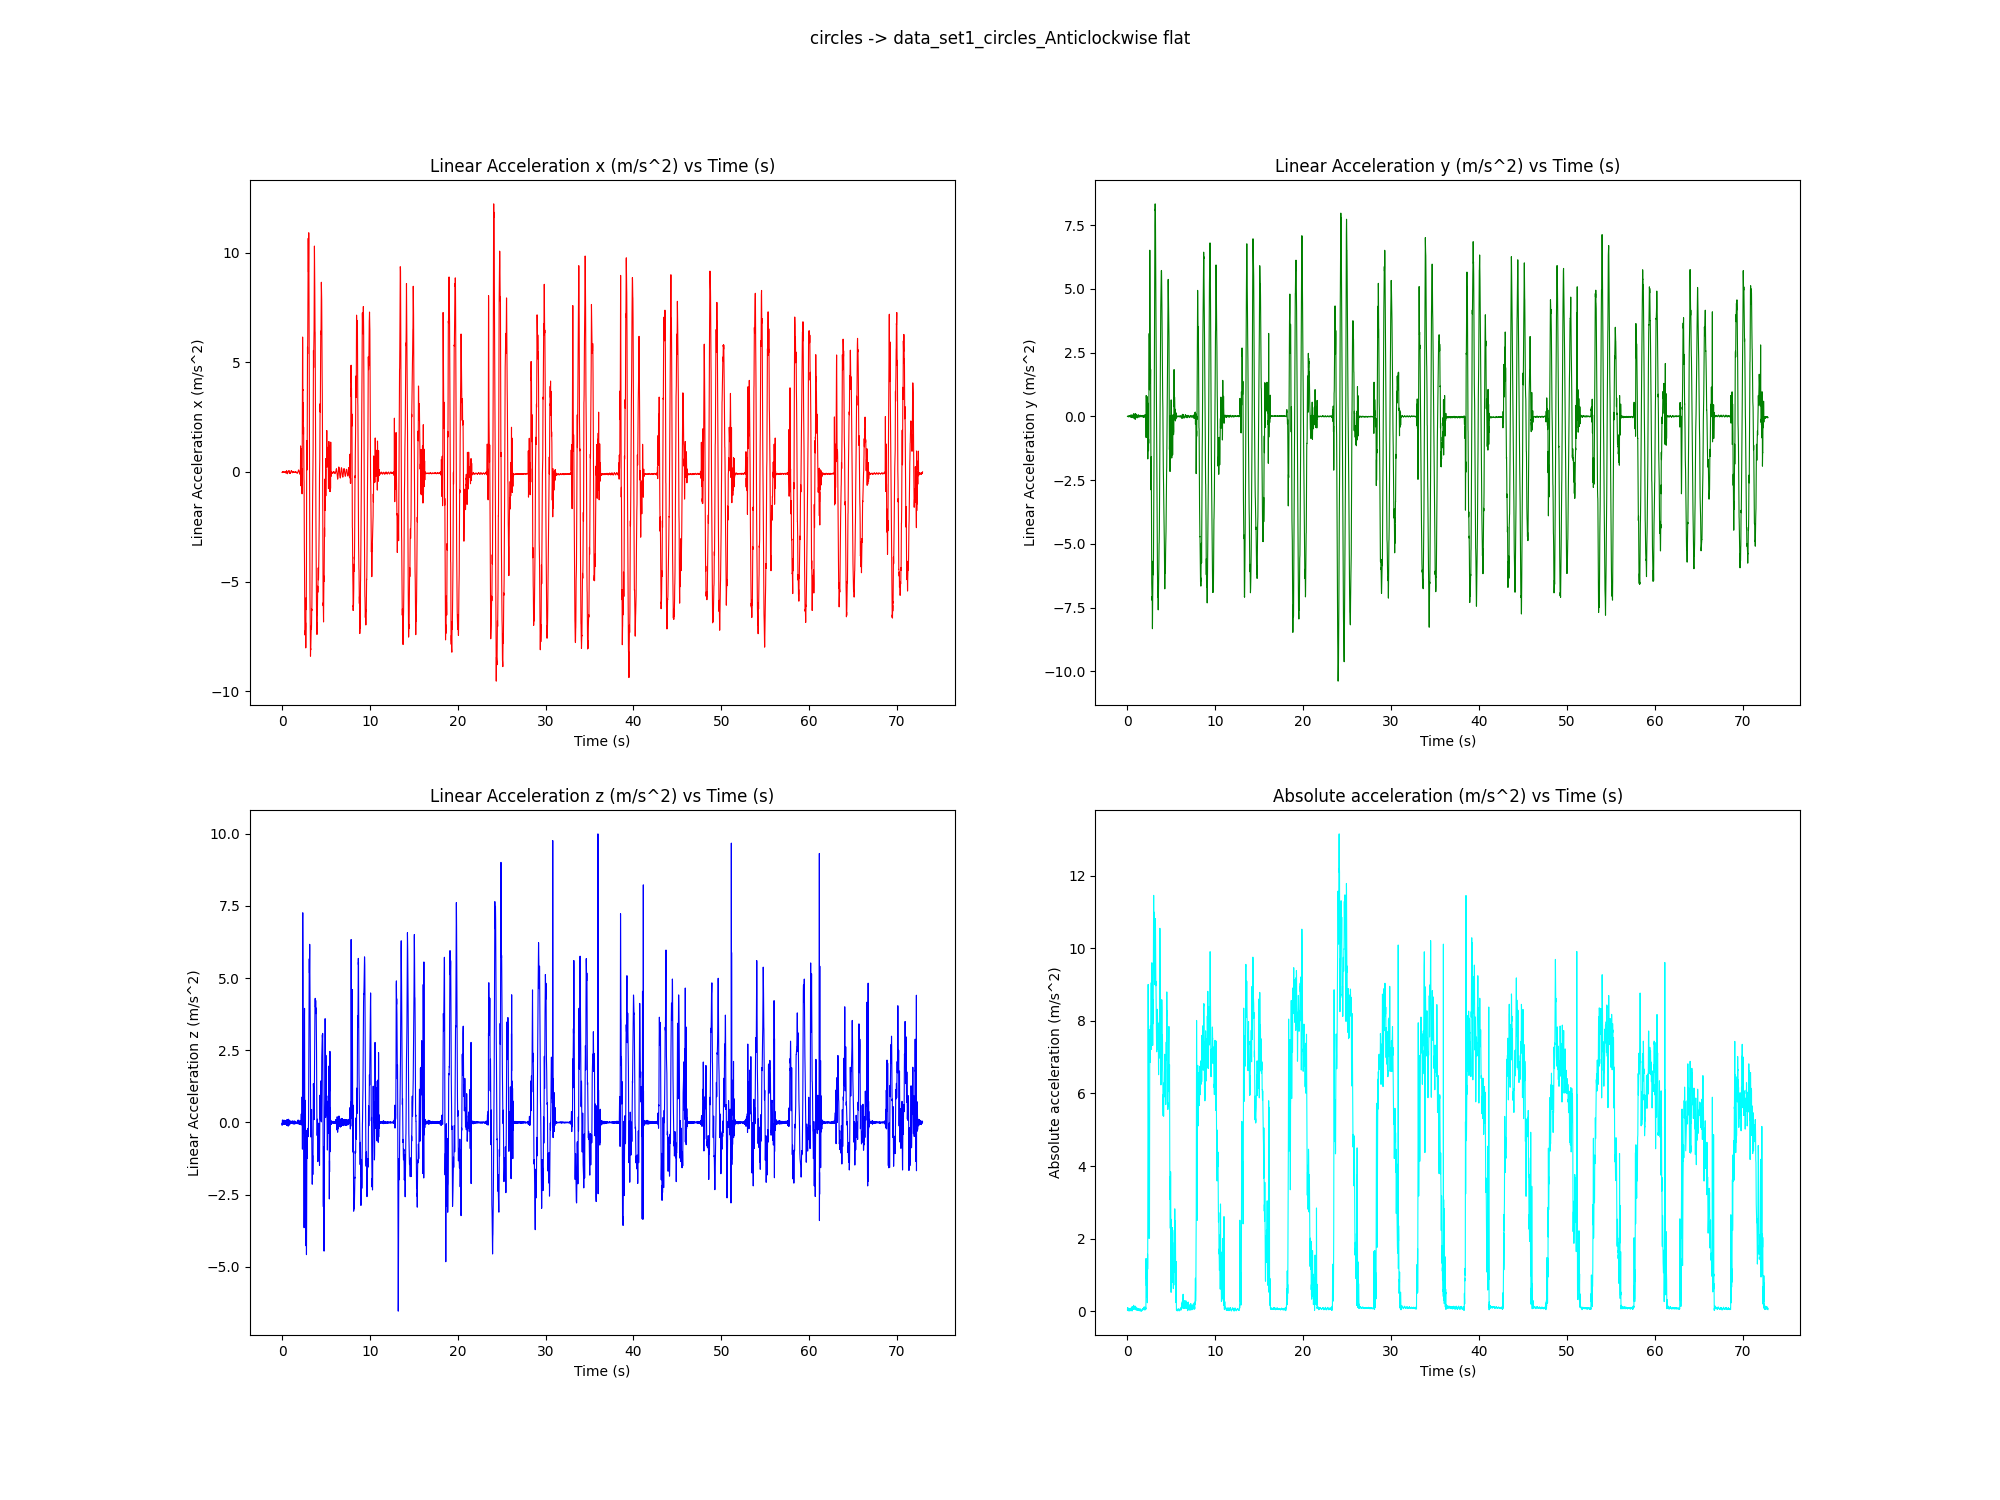 circles -> data_set1_circles_Anticlockwise flat
Linear Acceleration x (m/s^2) vs Time (s)
Linear Acceleration x (m/s^2)
10
5
0
−5
−10
0 10 20 30 40 50 60 70
Time (s)
Linear Acceleration y (m/s^2) vs Time (s)
Linear Acceleration y (m/s^2)
7.5
5.0
2.5
0.0
−2.5
−5.0
−7.5
−10.0
0 10 20 30 40 50 60 70
Time (s)
Linear Acceleration z (m/s^2) vs Time (s)
Linear Acceleration z (m/s^2)
10.0
7.5
5.0
2.5
0.0
−2.5
−5.0
0 10 20 30 40 50 60 70
Time (s)
Absolute acceleration (m/s^2) vs Time (s)
Absolute acceleration (m/s^2)
12
10
8
6
4
2
0
0 10 20 30 40 50 60 70
Time (s)